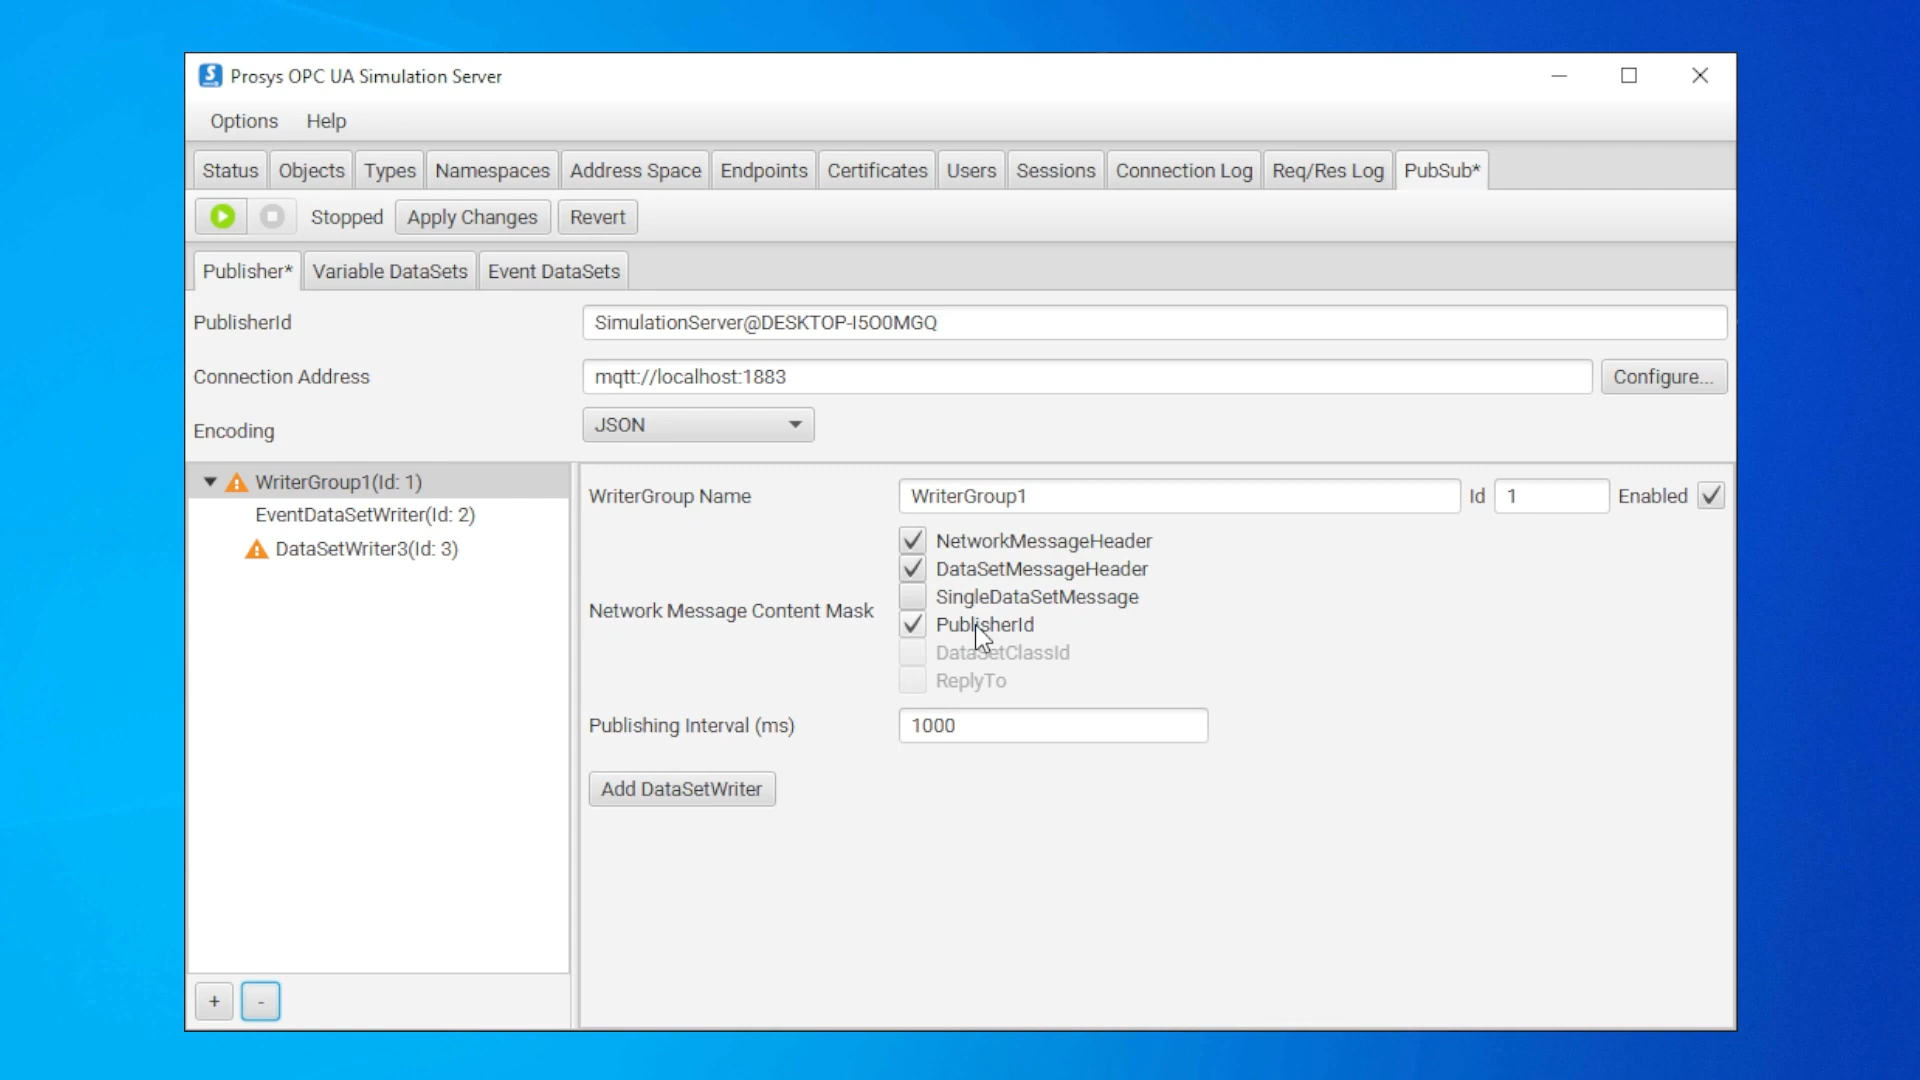 Prosys OPC UA Simulation Server
Options Help
Status Objects Types Namespaces Address Space Endpoints Certificates Users Sessions Connection Log Req/Res Log PubSub*
Stopped Apply Changes Revert
Publisher* Variable DataSets Event DataSets
PublisherId SimulationServer@DESKTOP-I5O0MGQ
Connection Address mqtt://localhost:1883 Configure...
Encoding JSON
WriterGroup1(Id: 1)
EventDataSetWriter(Id: 2)
DataSetWriter3(Id: 3)
+ -
WriterGroup Name WriterGroup1 Id 1 Enabled
Network Message Content Mask
NetworkMessageHeader
DataSetMessageHeader
SingleDataSetMessage
PublisherId
DataSetClassId
ReplyTo
Publishing Interval (ms) 1000
Add DataSetWriter